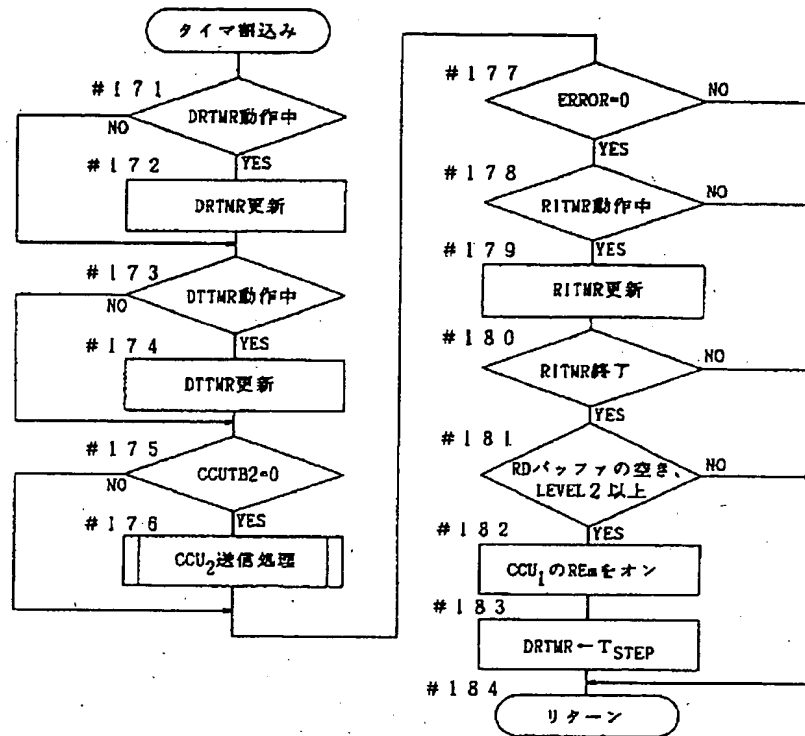 タイマ割込み
#171
DRTMR動作中
NO
YES
#172
DRTMR更新
#173
DTTMR動作中
NO
YES
#174
DTTMR更新
#175
CCUTB2=0
NO
YES
#176
CCU2送信処理
#177
ERROR=0
NO
YES
#178
RITMR動作中
NO
YES
#179
RITMR更新
#180
RITMR終了
NO
YES
#181
RDバッファの空き、
LEVEL2以上
NO
YES
#182
CCU1のREmをオン
#183
DRTMR←TSTEP
#184
リターン